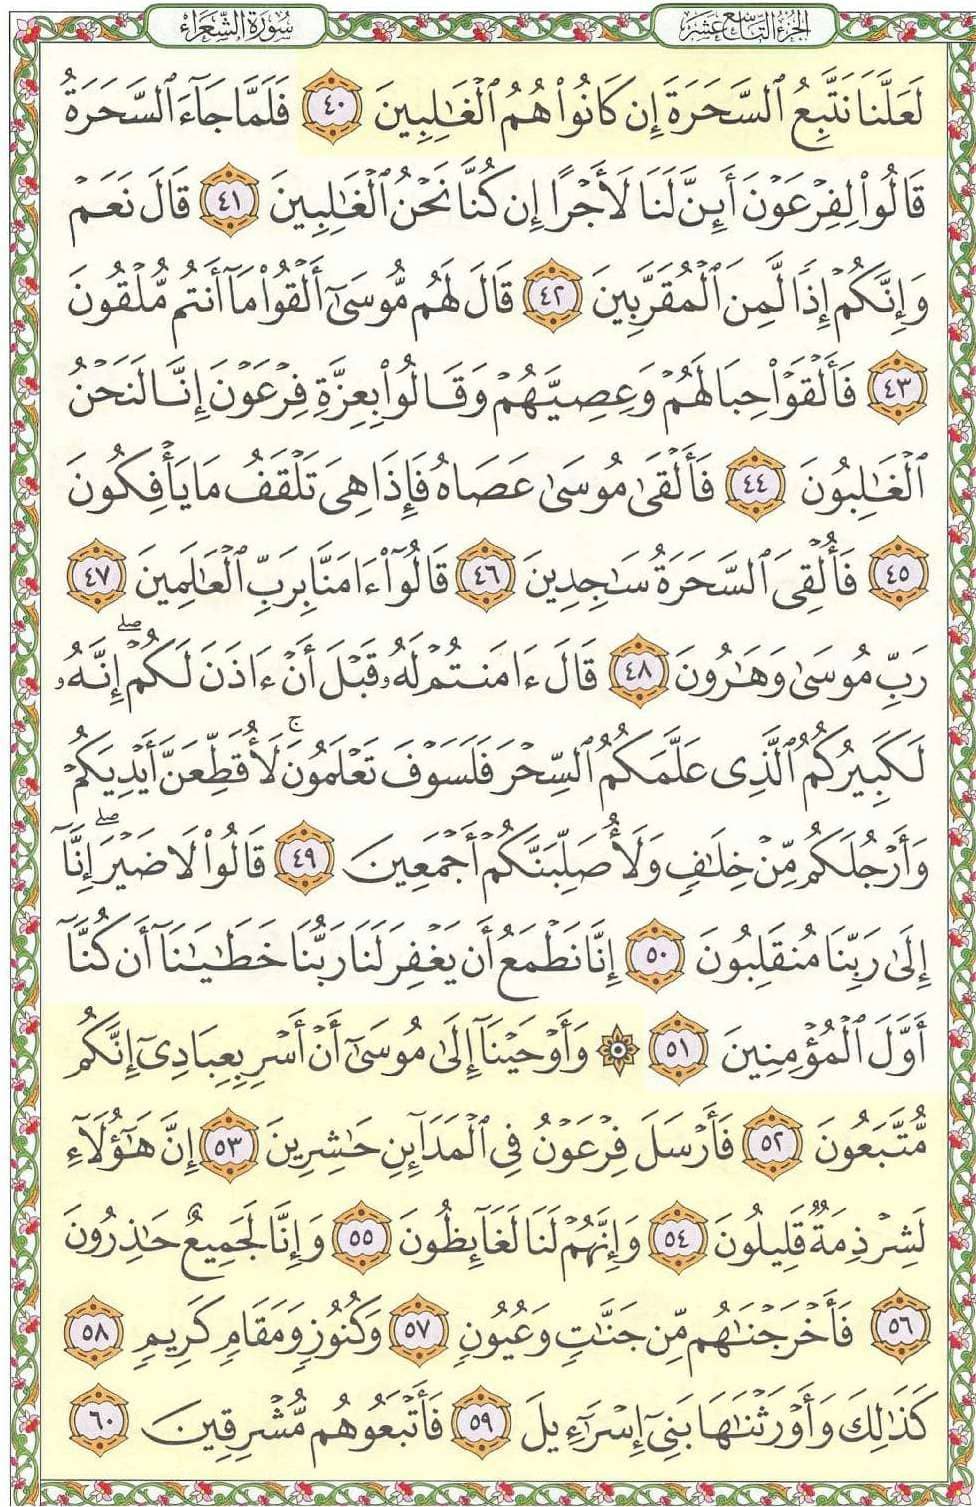 الجزء التاسع عشر سورة الشعراء
لَعَلَّنَا نَتَّبِعُ ٱلسَّحَرَةَ إِن كَانُوا۟ هُمُ ٱلْغَـٰلِبِينَ ٤٠ فَلَمَّا جَآءَ ٱلسَّحَرَةُ
قَالُوا۟ لِفِرْعَوْنَ أَئِنَّ لَنَا لَأَجْرًا إِن كُنَّا نَحْنُ ٱلْغَـٰلِبِينَ ٤١ قَالَ نَعَمْ
وَإِنَّكُمْ إِذًا لَّمِنَ ٱلْمُقَرَّبِينَ ٤٢ قَالَ لَهُم مُّوسَىٰٓ أَلْقُوا۟ مَآ أَنتُم مُّلْقُونَ
٤٣ فَأَلْقَوْا۟ حِبَالَهُمْ وَعِصِيَّهُمْ وَقَالُوا۟ بِعِزَّةِ فِرْعَوْنَ إِنَّا لَنَحْنُ
ٱلْغَـٰلِبُونَ ٤٤ فَأَلْقَىٰ مُوسَىٰ عَصَاهُ فَإِذَا هِىَ تَلْقَفُ مَا يَأْفِكُونَ
٤٥ فَأُلْقِىَ ٱلسَّحَرَةُ سَـٰجِدِينَ ٤٦ قَالُوٓا۟ ءَامَنَّا بِرَبِّ ٱلْعَـٰلَمِينَ ٤٧
رَبِّ مُوسَىٰ وَهَـٰرُونَ ٤٨ قَالَ ءَامَنتُمْ لَهُۥ قَبْلَ أَنْ ءَاذَنَ لَكُمْ ۖ إِنَّهُۥ
لَكَبِيرُكُمُ ٱلَّذِى عَلَّمَكُمُ ٱلسِّحْرَ فَلَسَوْفَ تَعْلَمُونَ ۚ لَأُقَطِّعَنَّ أَيْدِيَكُمْ
وَأَرْجُلَكُم مِّنْ خِلَـٰفٍ وَلَأُصَلِّبَنَّكُمْ أَجْمَعِينَ ٤٩ قَالُوا۟ لَا ضَيْرَ ۖ إِنَّآ
إِلَىٰ رَبِّنَا مُنقَلِبُونَ ٥٠ إِنَّا نَطْمَعُ أَن يَغْفِرَ لَنَا رَبُّنَا خَطَـٰيَـٰنَآ أَن كُنَّآ
أَوَّلَ ٱلْمُؤْمِنِينَ ٥١ ۞ وَأَوْحَيْنَآ إِلَىٰ مُوسَىٰٓ أَنْ أَسْرِ بِعِبَادِىٓ إِنَّكُم
مُّتَّبَعُونَ ٥٢ فَأَرْسَلَ فِرْعَوْنُ فِى ٱلْمَدَآئِنِ حَـٰشِرِينَ ٥٣ إِنَّ هَـٰٓؤُلَآءِ
لَشِرْذِمَةٌ قَلِيلُونَ ٥٤ وَإِنَّهُمْ لَنَا لَغَآئِظُونَ ٥٥ وَإِنَّا لَجَمِيعٌ حَـٰذِرُونَ
٥٦ فَأَخْرَجْنَـٰهُم مِّن جَنَّـٰتٍ وَعُيُونٍ ٥٧ وَكُنُوزٍ وَمَقَامٍ كَرِيمٍ ٥٨
كَذَٰلِكَ وَأَوْرَثْنَـٰهَا بَنِىٓ إِسْرَٰٓءِيلَ ٥٩ فَأَتْبَعُوهُم مُّشْرِقِينَ ٦٠